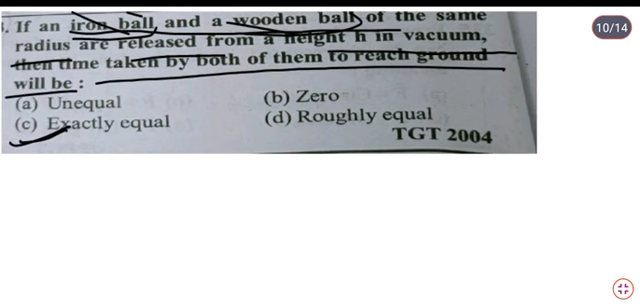 . If an iron ball, and a wooden ball of the same
radius are released from a height h in vacuum,
then time taken by both of them to reach ground
will be :
(a) Unequal
(b) Zero
(c) Exactly equal
(d) Roughly equal
TGT 2004
10/14